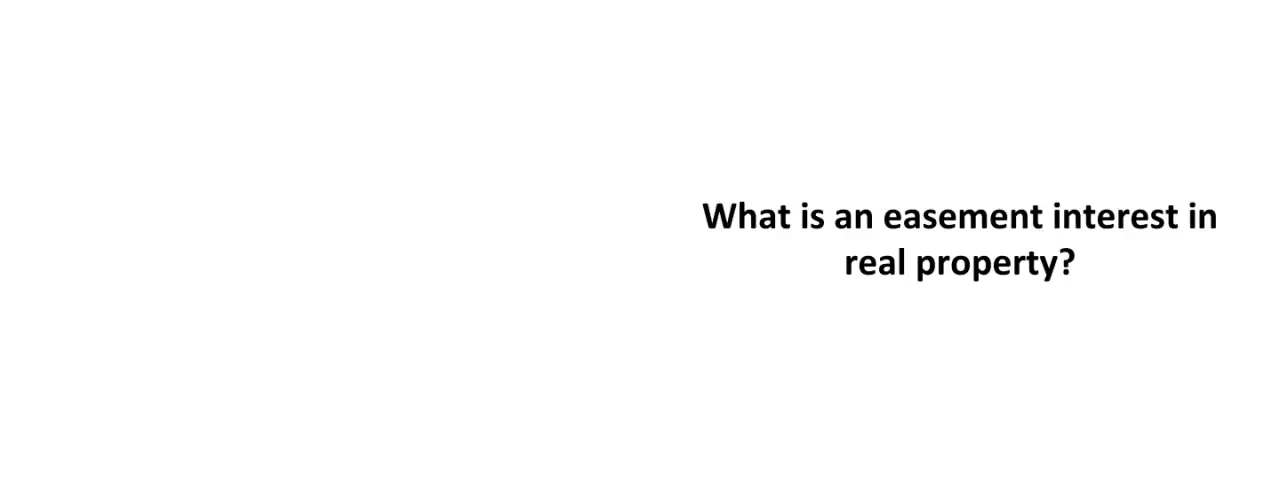 What is an easement interest in
real property?